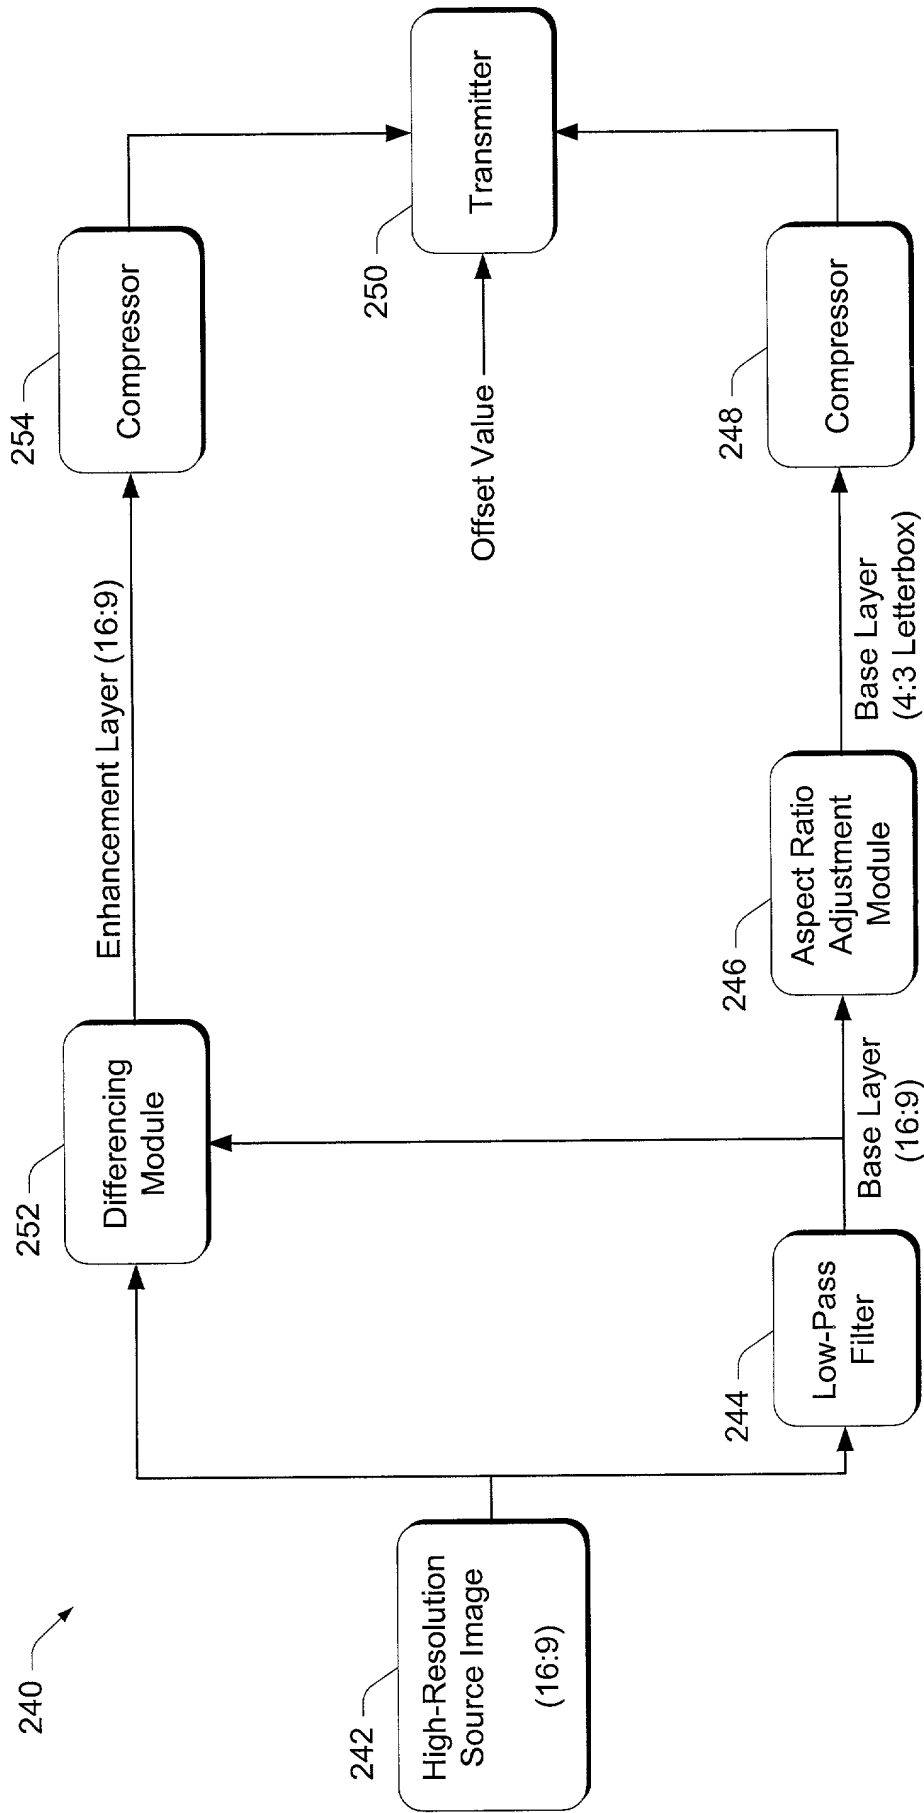 240
242
High-Resolution
Source Image
(16:9)
252
Differencing
Module
Enhancement Layer (16:9)
254
Compressor
244
Low-Pass
Filter
Base Layer
(16:9)
246
Aspect Ratio
Adjustment
Module
Base Layer
(4:3 Letterbox)
248
Compressor
Offset Value
250
Transmitter